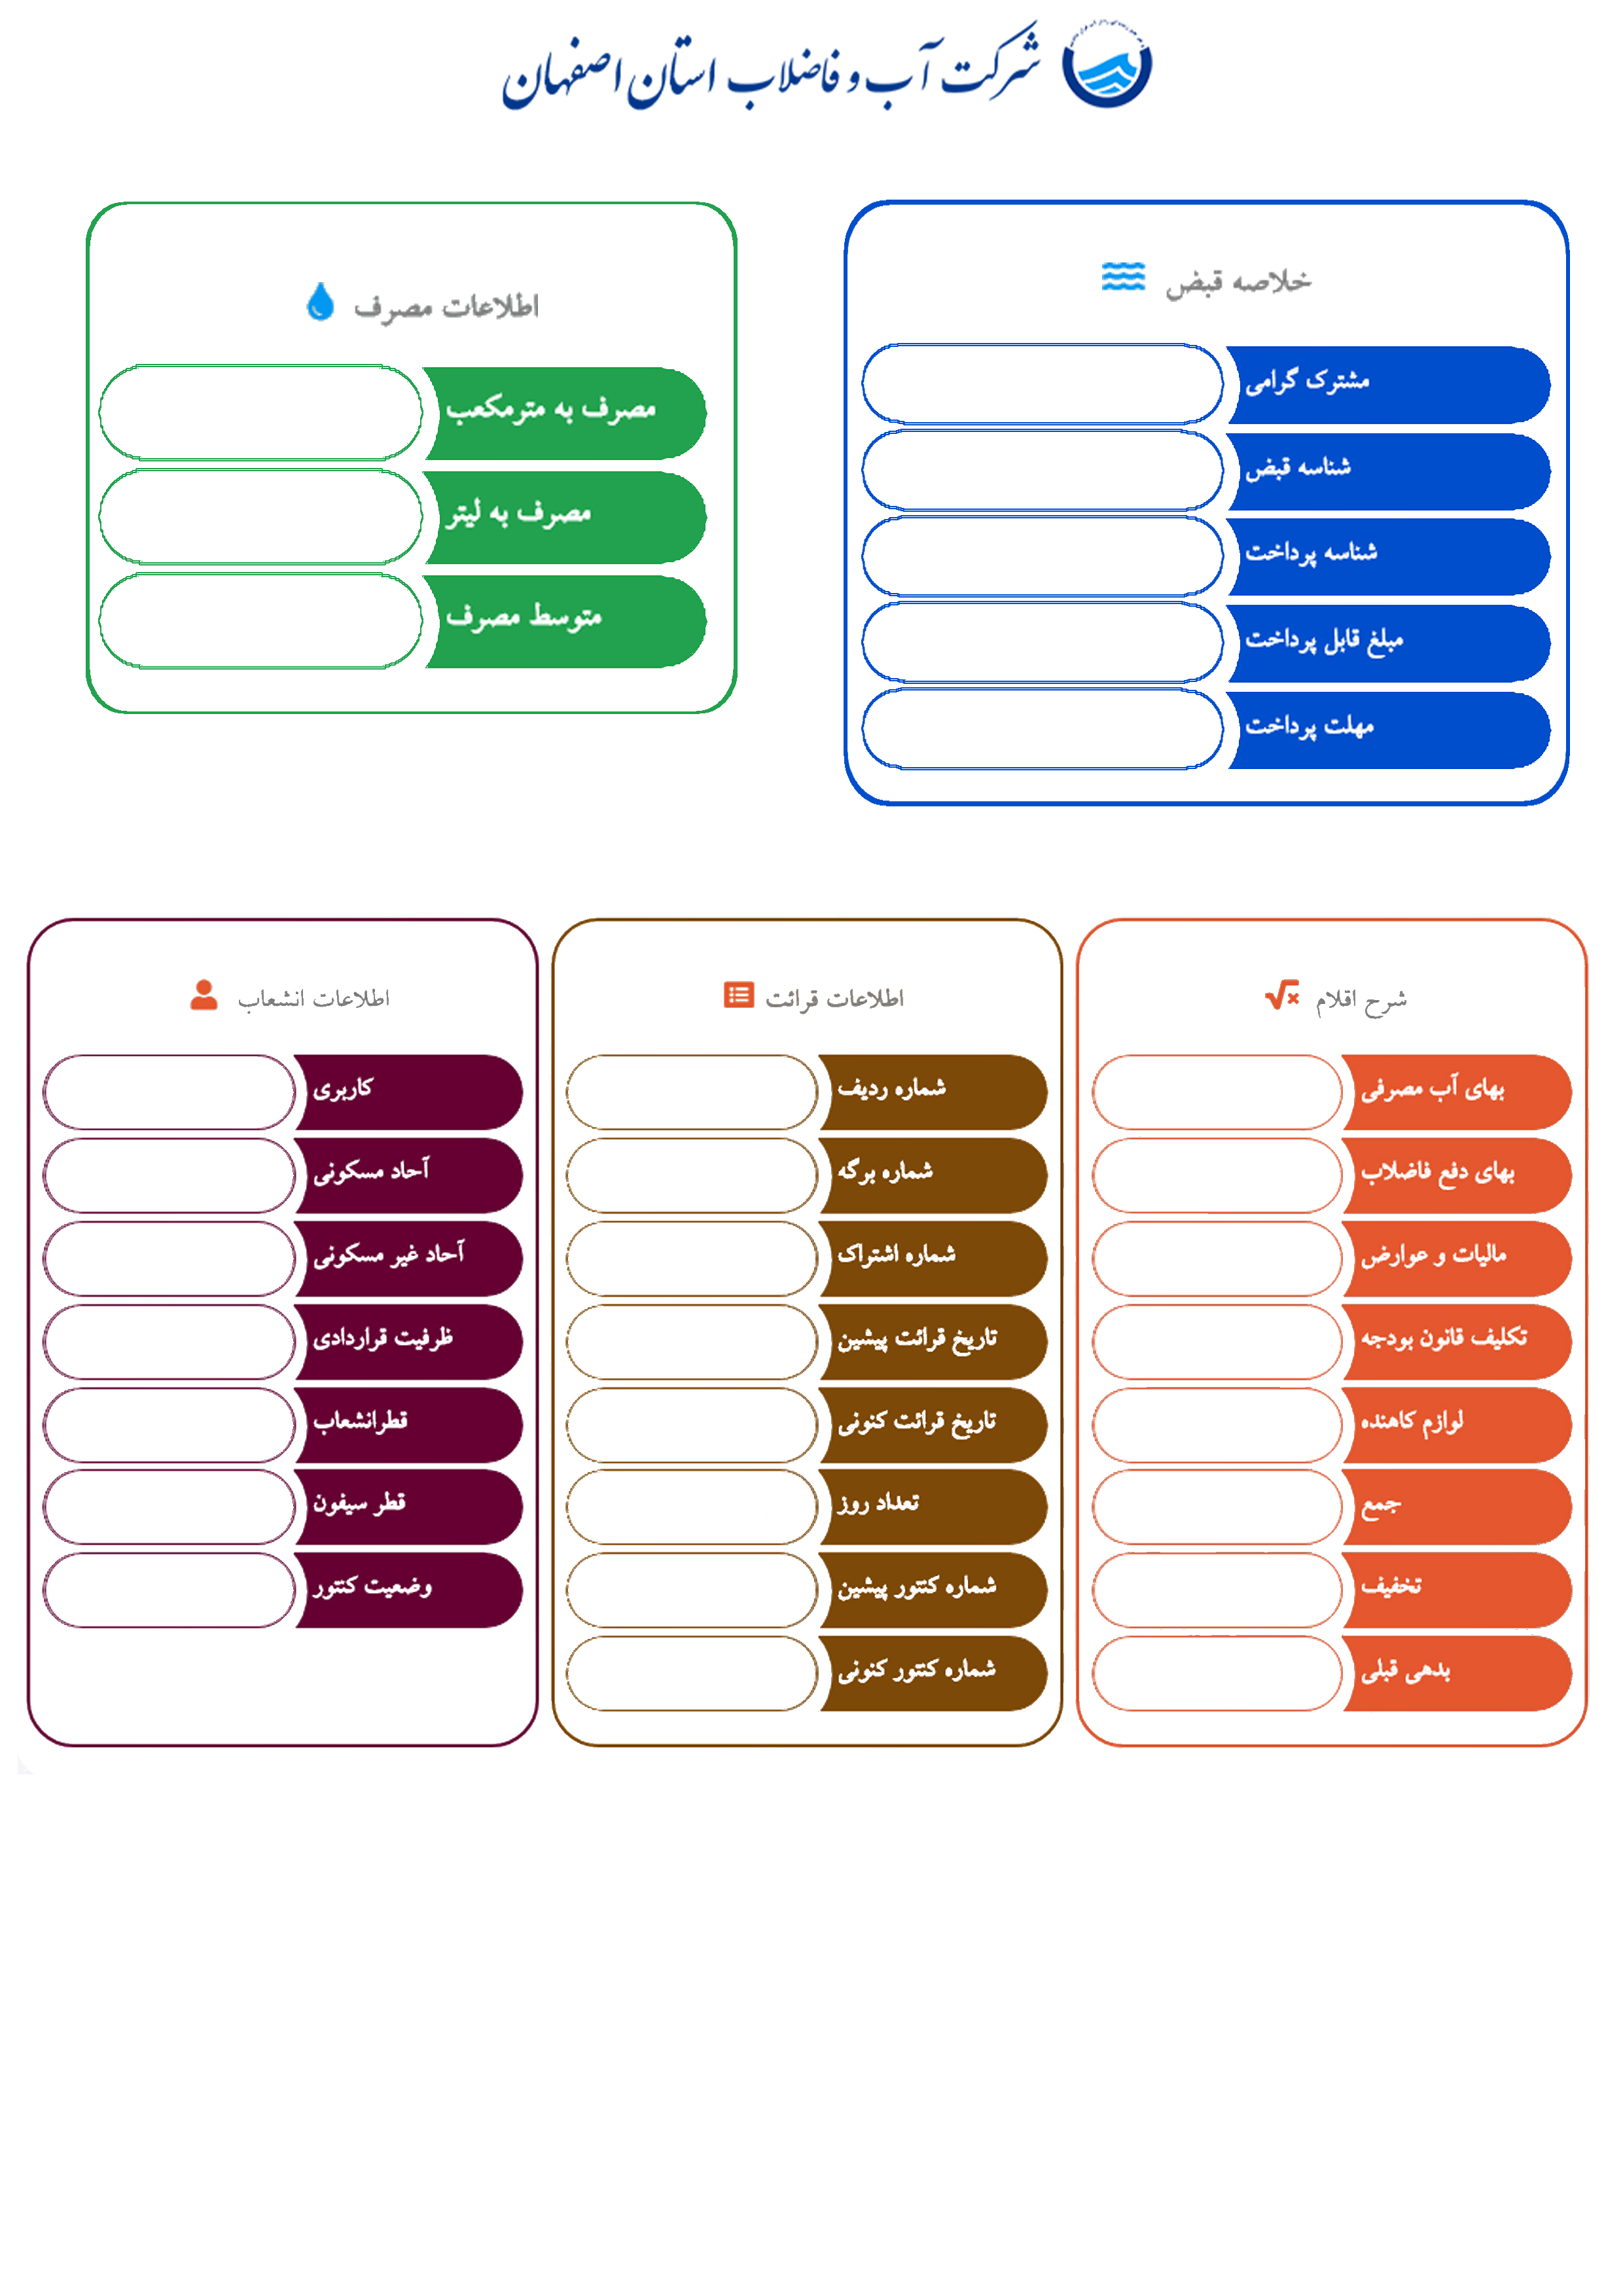 شرکت آب و فاضلاب استان اصفهان
خلاصه قبض
مشترک گرامی
شناسه قبض
شناسه پرداخت
مبلغ قابل پرداخت
مهلت پرداخت
اطلاعات مصرف
مصرف به مترمکعب
مصرف به لیتر
متوسط مصرف
شرح اقلام
بهای آب مصرفی
بهای دفع فاضلاب
مالیات و عوارض
تکلیف قانون بودجه
لوازم کاهنده
جمع
تخفیف
بدهی قبلی
اطلاعات قرائت
شماره ردیف
شماره برگه
شماره اشتراک
تاریخ قرائت پیشین
تاریخ قرائت کنونی
تعداد روز
شماره کنتور پیشین
شماره کنتور کنونی
اطلاعات انشعاب
کاربری
آحاد مسکونی
آحاد غیر مسکونی
ظرفیت قراردادی
قطرانشعاب
قطر سیفون
وضعیت کنتور